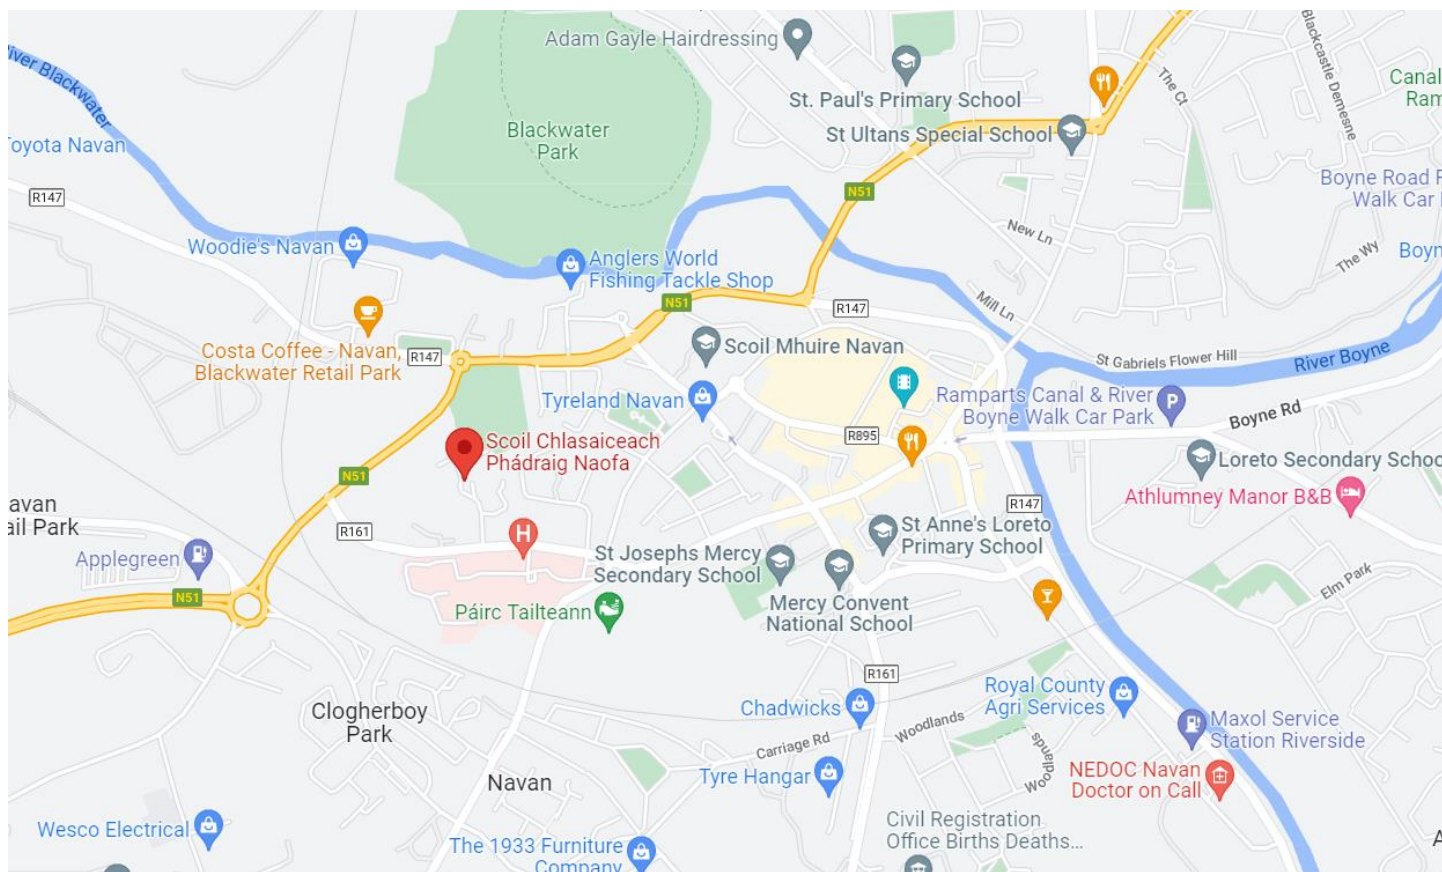 Adam Gayle Hairdressing
St. Paul's Primary School
St Ultans Special School
The Ct
Blackcastle Demesne
Canal
Ram
River Blackwater
Toyota Navan
Blackwater
Park
R147
N51
Boyne Road
Walk Car
Woodie's Navan
Anglers World
Fishing Tackle Shop
New Ln
The Wy
Boyn
N51
R147
Mill Ln
Costa Coffee - Navan,
Blackwater Retail Park
R147
Scoil Mhuire Navan
St Gabriels Flower Hill
River Boyne
Tyreland Navan
Ramparts Canal & River
Boyne Walk Car Park
P
Boyne Rd
R895
Scoil Chlasaiceach
Phádraig Naofa
N51
Loreto Secondary Schoo
Athlumney Manor B&B
avan
ail Park
R161
H
R147
Applegreen
St Josephs Mercy
Secondary School
St Anne's Loreto
Primary School
Elm Park
N51
Páirc Tailteann
Mercy Convent
National School
R161
Clogherboy
Park
Chadwicks
Woodlands
Royal County
Agri Services
Maxol Service
Station Riverside
Carriage Rd
Woodlands
Navan
Tyre Hangar
NEDOC Navan
Doctor on Call
Wesco Electrical
The 1933 Furniture
Company
Civil Registration
Office Births Deaths...
A